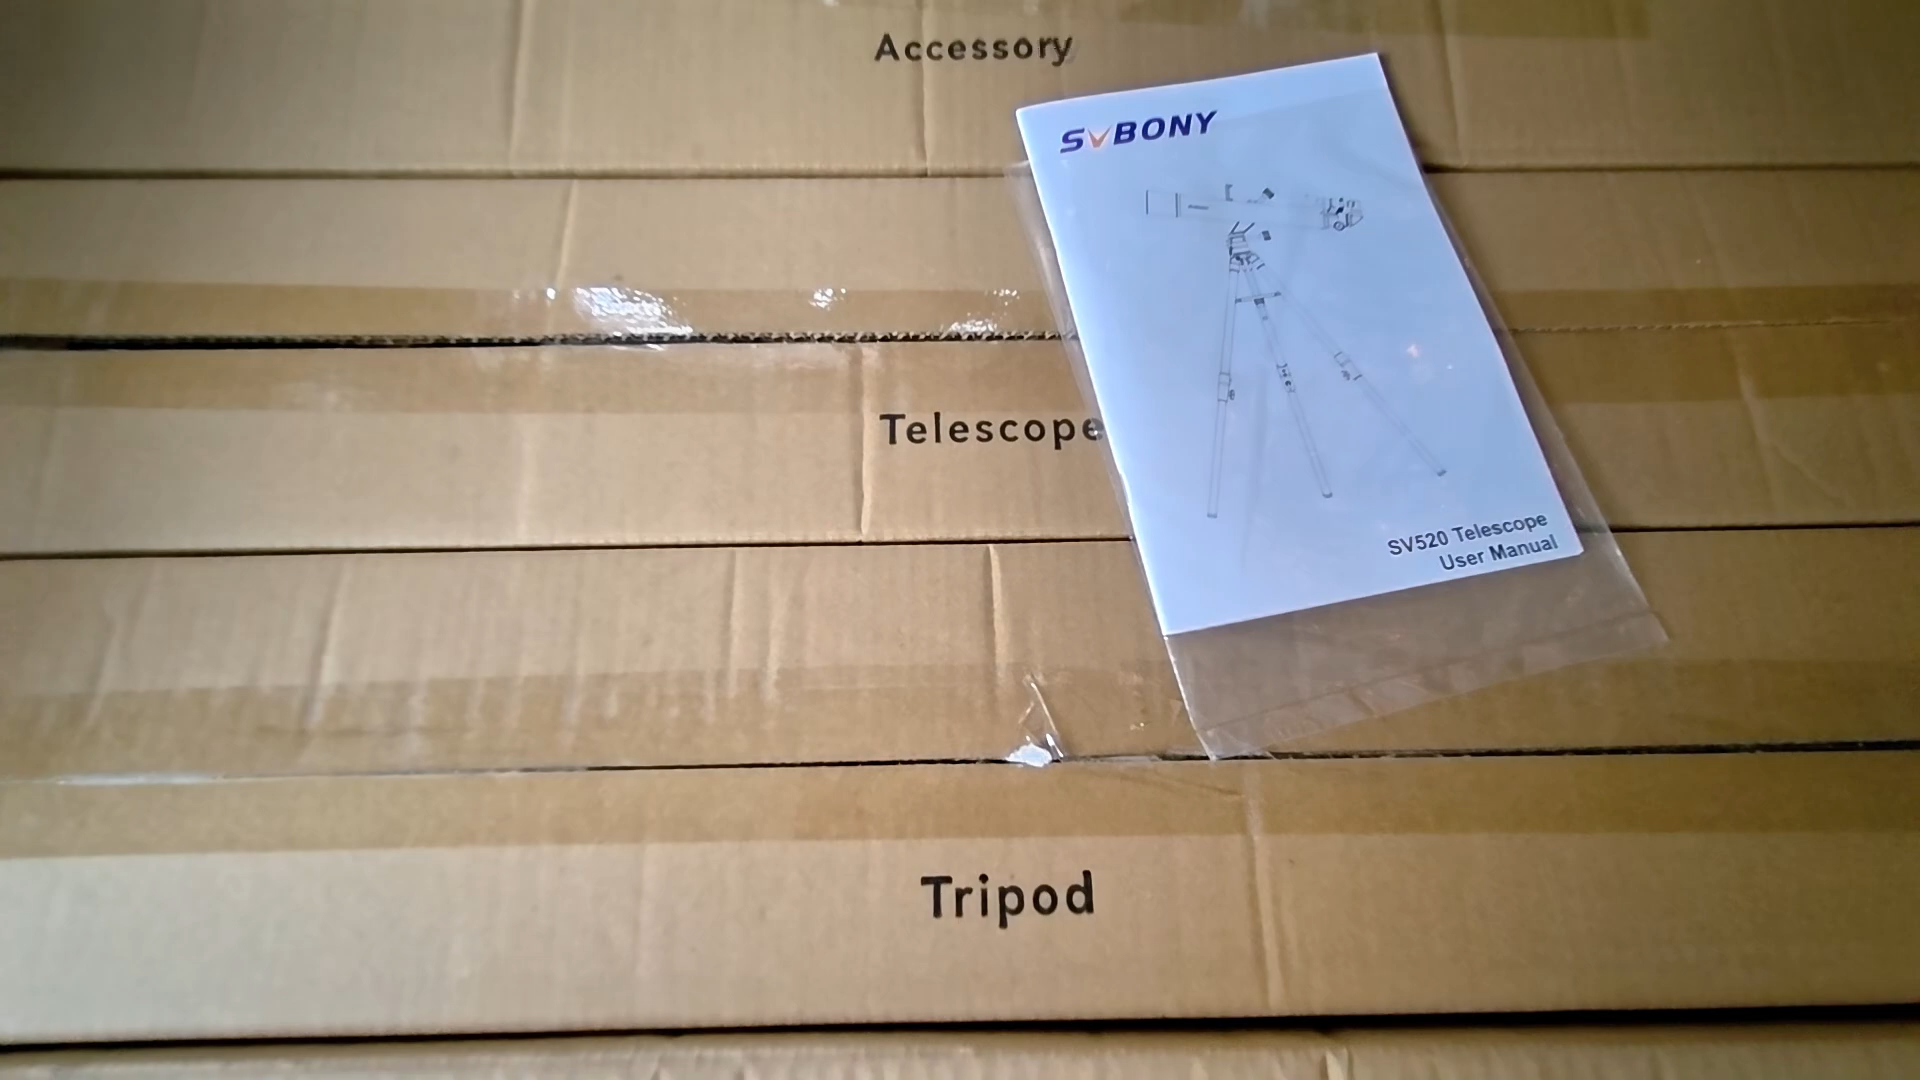 Accessory
SVBONY
Telescope
SV520 Telescope
User Manual
Tripod